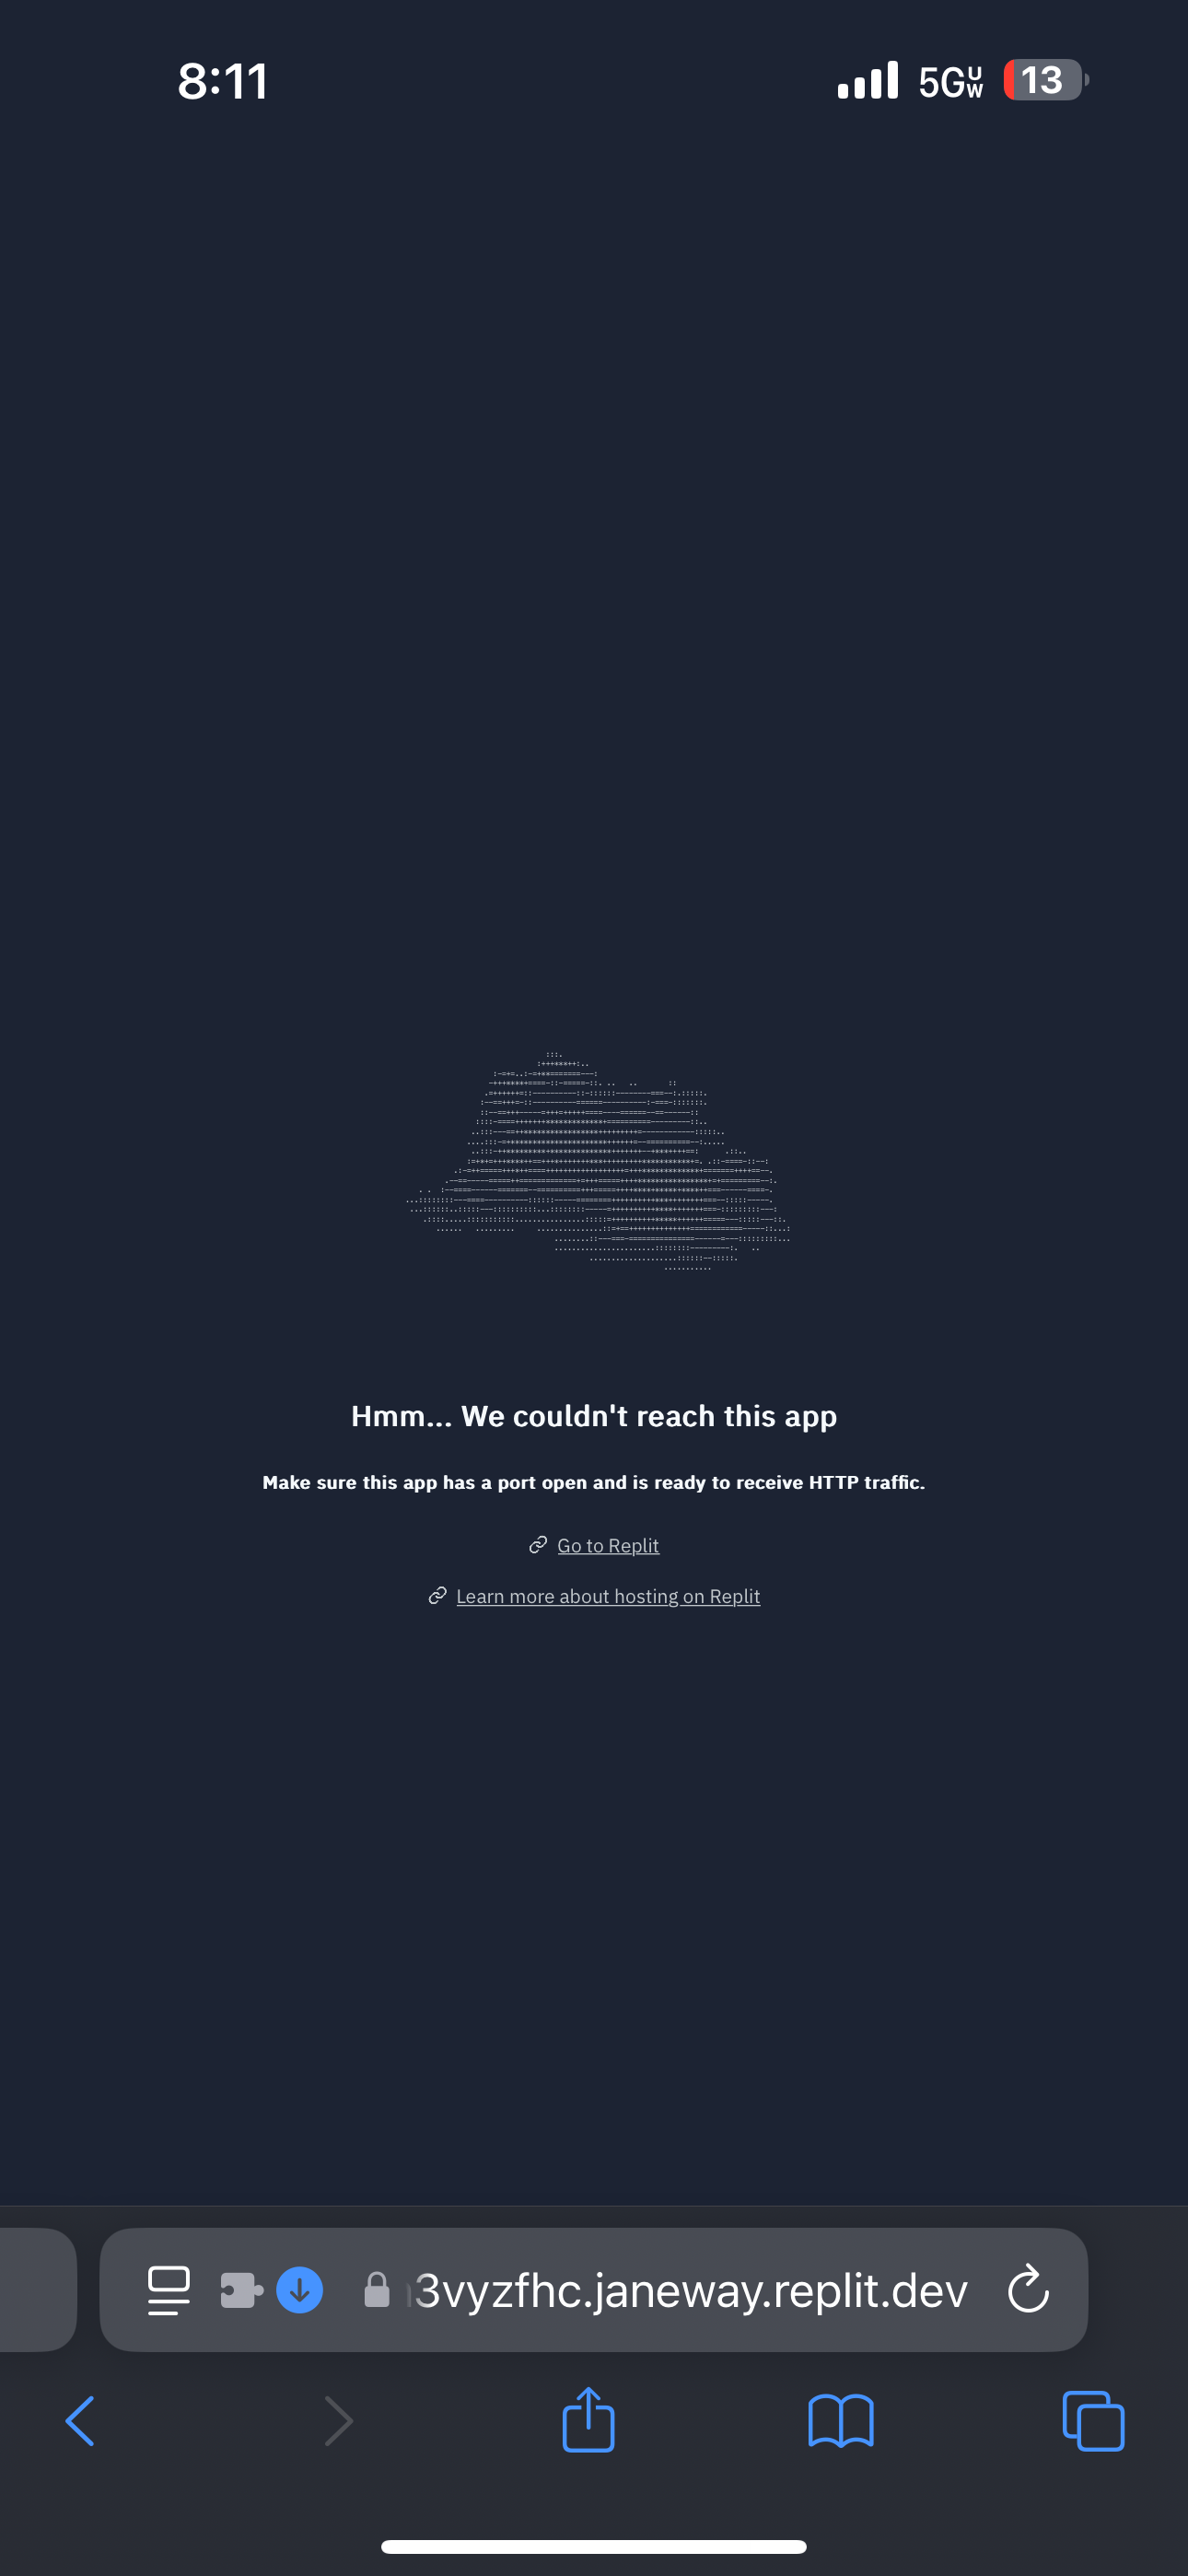 8:11
5G UW
13
Hmm... We couldn't reach this app
Make sure this app has a port open and is ready to receive HTTP traffic.
Go to Replit
Learn more about hosting on Replit
3vyzfhc.janeway.replit.dev